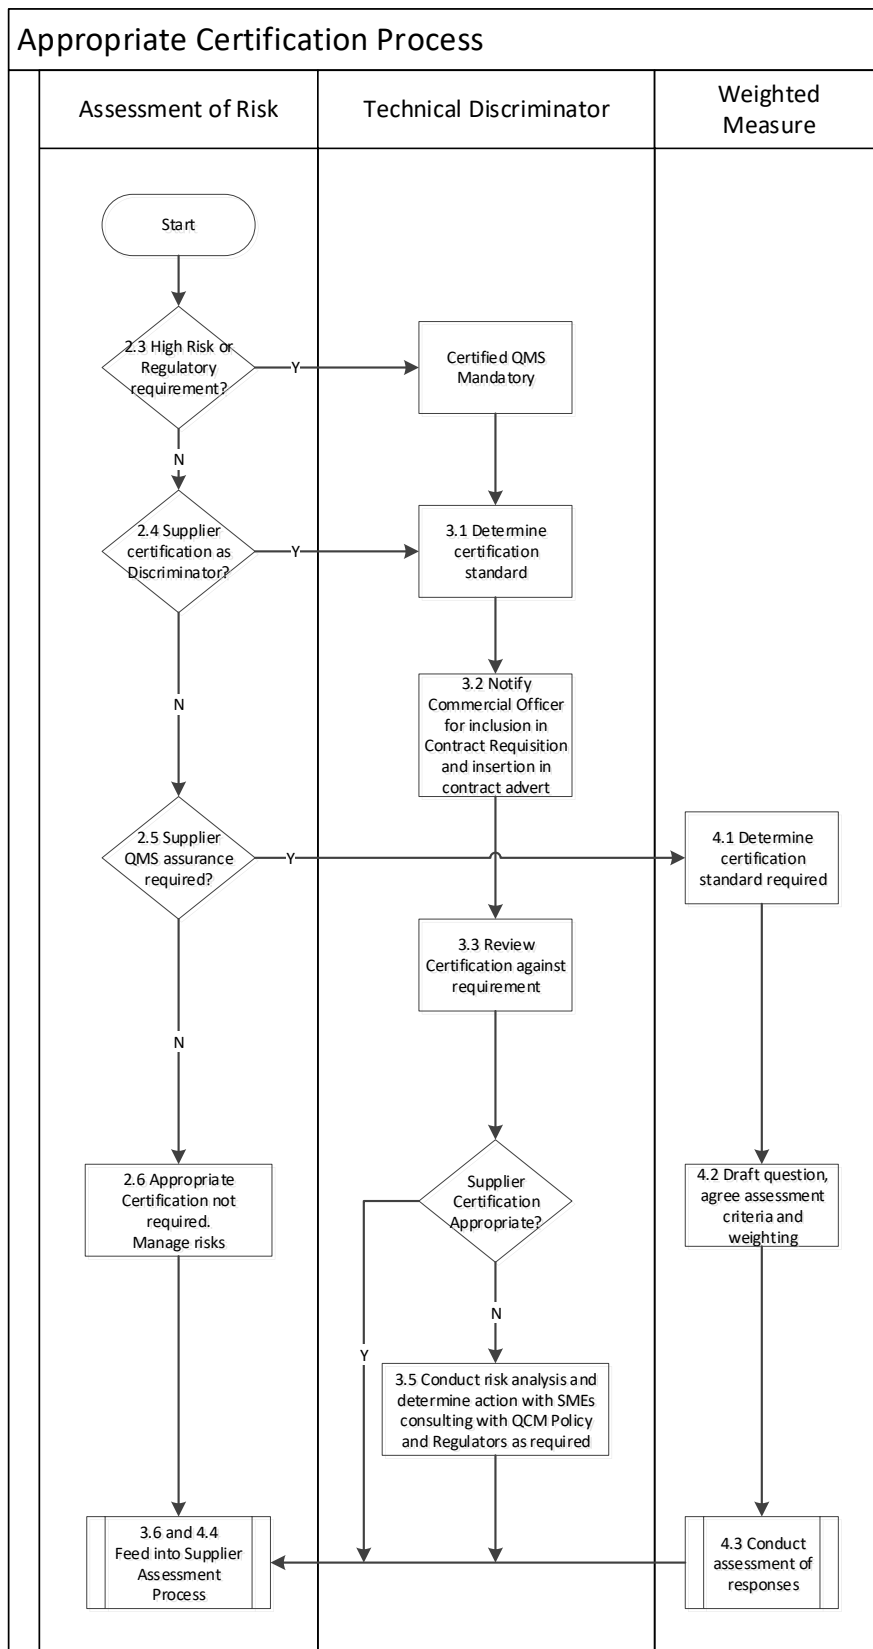 Appropriate Certification Process
Assessment of Risk
Technical Discriminator
Weighted
Measure
Start
2.3 High Risk or
Regulatory
requirement?
Y
Certified QMS
Mandatory
N
2.4 Supplier
certification as
Discriminator?
Y
3.1 Determine
certification
standard
N
3.2 Notify
Commercial Officer
for inclusion in
Contract Requisition
and insertion in
contract advert
2.5 Supplier
QMS assurance
required?
Y
4.1 Determine
certification
standard required
3.3 Review
Certification against
requirement
N
2.6 Appropriate
Certification not
required.
Manage risks
Supplier
Certification
Appropriate?
4.2 Draft question,
agree assessment
criteria and
weighting
N
Y
3.5 Conduct risk analysis and
determine action with SMEs
consulting with QCM Policy
and Regulators as required
3.6 and 4.4
Feed into Supplier
Assessment
Process
4.3 Conduct
assessment of
responses